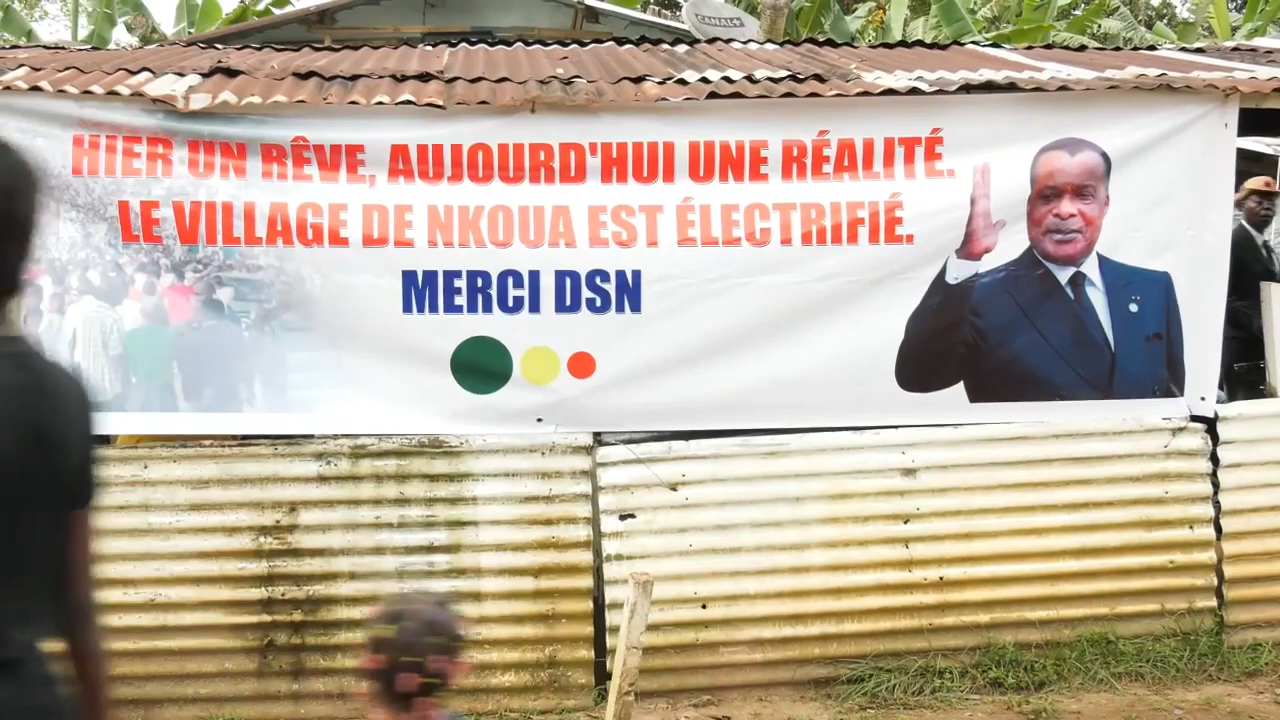 CANAL+
HIER UN RÊVE, AUJOURD'HUI UNE RÉALITÉ.
LE VILLAGE DE NKOUA EST ÉLECTRIFIÉ.
MERCI DSN